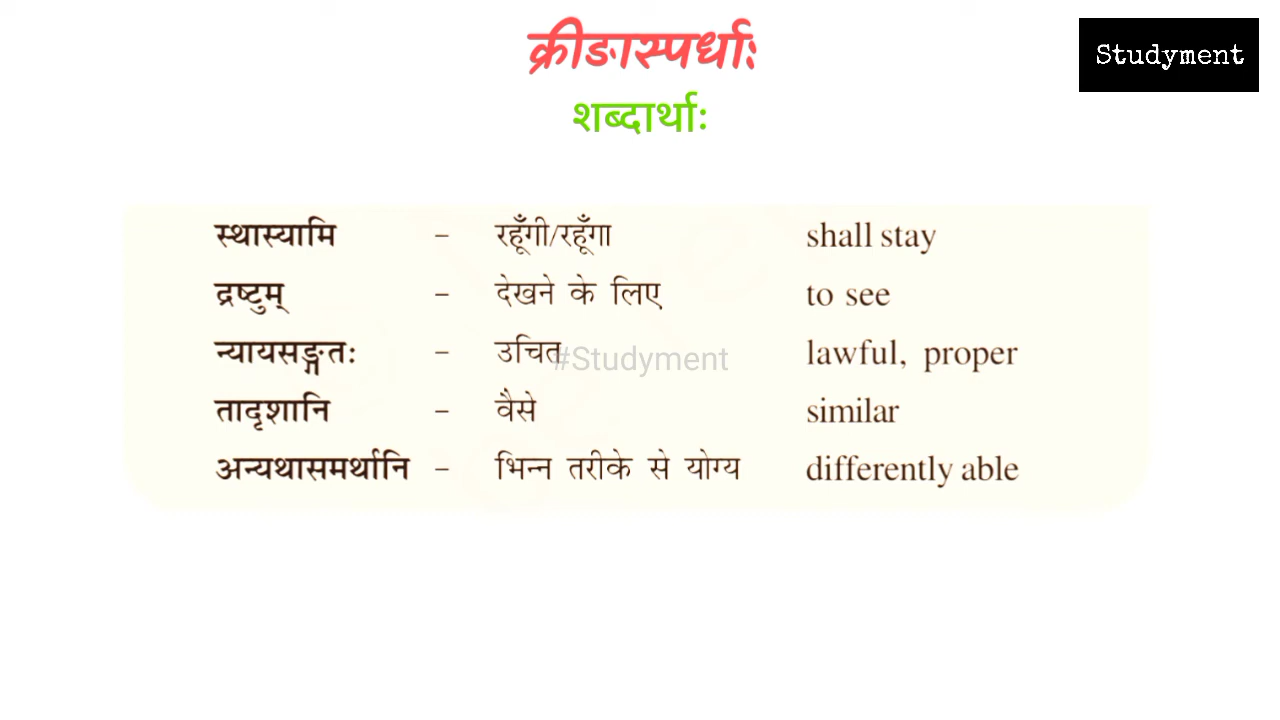 क्रीङास्पर्धाः
Studyment
शब्दार्थाः
स्थास्यामि – रहूँगी/रहूँगा shall stay
द्रष्टुम् – देखने के लिए to see
न्यायसङ्गतः – उचित lawful, proper
#Studyment
तादृशानि – वैसे similar
अन्यथासमर्थानि – भिन्न तरीके से योग्य differently able